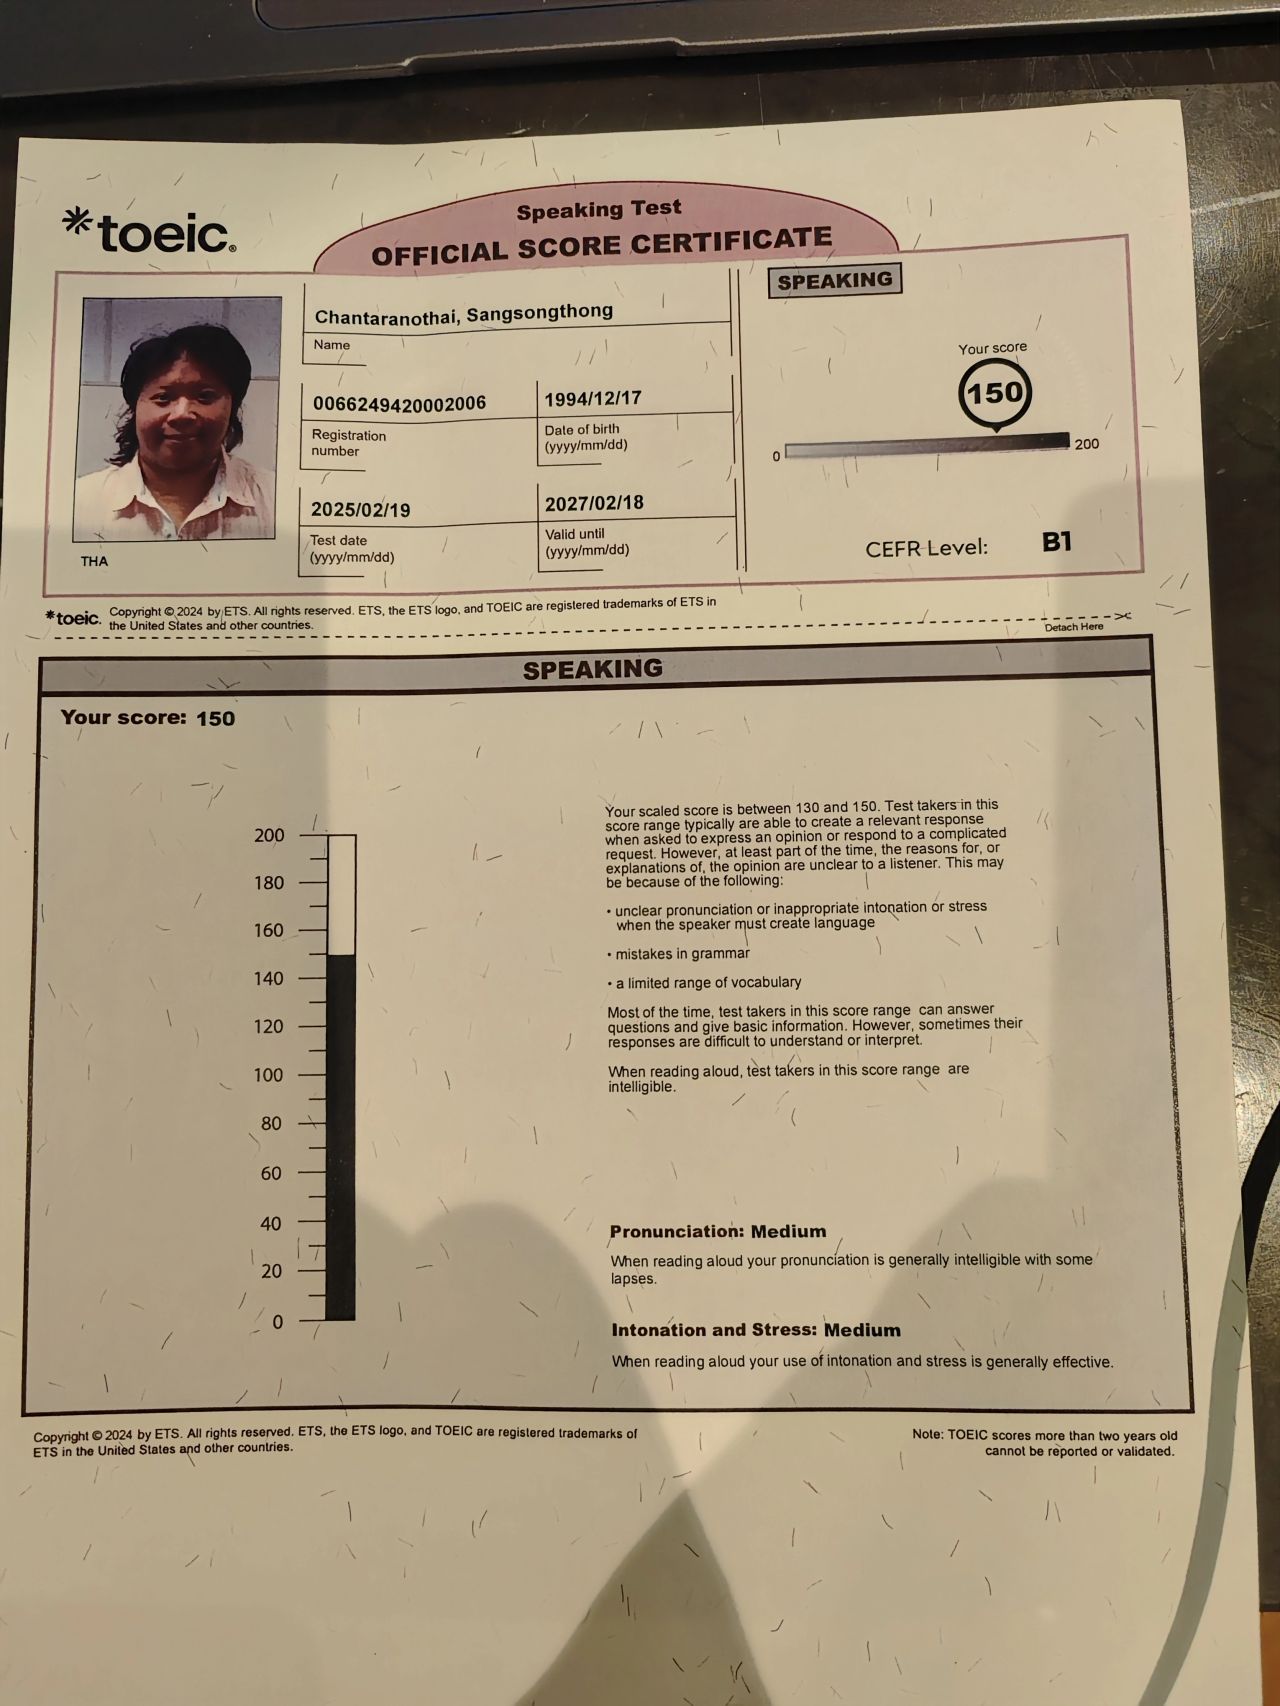 *toeic®
Speaking Test
OFFICIAL SCORE CERTIFICATE
Chantaranothai, Sangsongthong
Name
0066249420002006
Registration
number
1994/12/17
Date of birth
(yyyy/mm/dd)
2025/02/19
Test date
(yyyy/mm/dd)
2027/02/18
Valid until
(yyyy/mm/dd)
THA
SPEAKING
Your score
150
0
200
CEFR Level: B1
*toeic. Copyright © 2024 by ETS. All rights reserved. ETS, the ETS logo, and TOEIC are registered trademarks of ETS in
the United States and other countries.
Detach Here
SPEAKING
Your score: 150
200
180
160
140
120
100
80
60
40
20
0
Your scaled score is between 130 and 150. Test takers in this
score range typically are able to create a relevant response
when asked to express an opinion or respond to a complicated
request. However, at least part of the time, the reasons for, or
explanations of, the opinion are unclear to a listener. This may
be because of the following:
• unclear pronunciation or inappropriate intonation or stress
when the speaker must create language
• mistakes in grammar
• a limited range of vocabulary
Most of the time, test takers in this score range can answer
questions and give basic information. However, sometimes their
responses are difficult to understand or interpret.
When reading aloud, test takers in this score range are
intelligible.
Pronunciation: Medium
When reading aloud your pronunciation is generally intelligible with some
lapses.
Intonation and Stress: Medium
When reading aloud your use of intonation and stress is generally effective.
Copyright © 2024 by ETS. All rights reserved. ETS, the ETS logo, and TOEIC are registered trademarks of
ETS in the United States and other countries.
Note: TOEIC scores more than two years old
cannot be reported or validated.